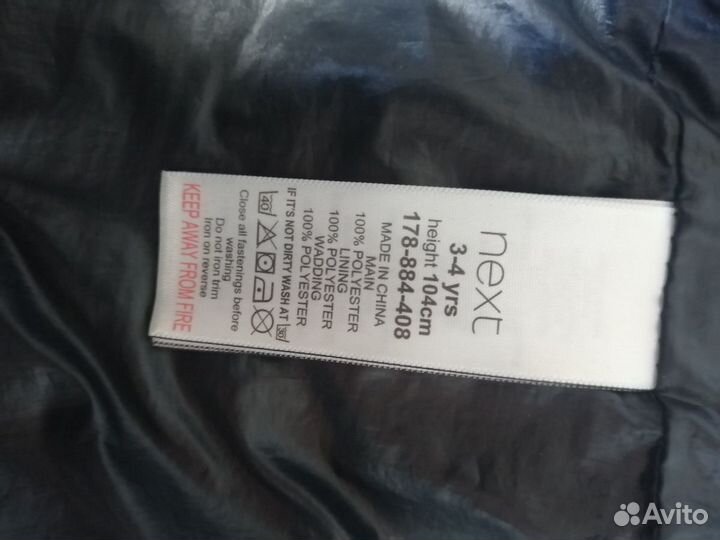 next
3-4 yrs
height 104cm
178-884-408
MADE IN CHINA
MAIN
100% POLYESTER
LINING
100% POLYESTER
WADDING
100% POLYESTER
IF IT'S NOT DIRTY WASH AT 30
40
Close all fastenings before
washing
Do not iron trim
Iron on reverse
KEEP AWAY FROM FIRE
Avito